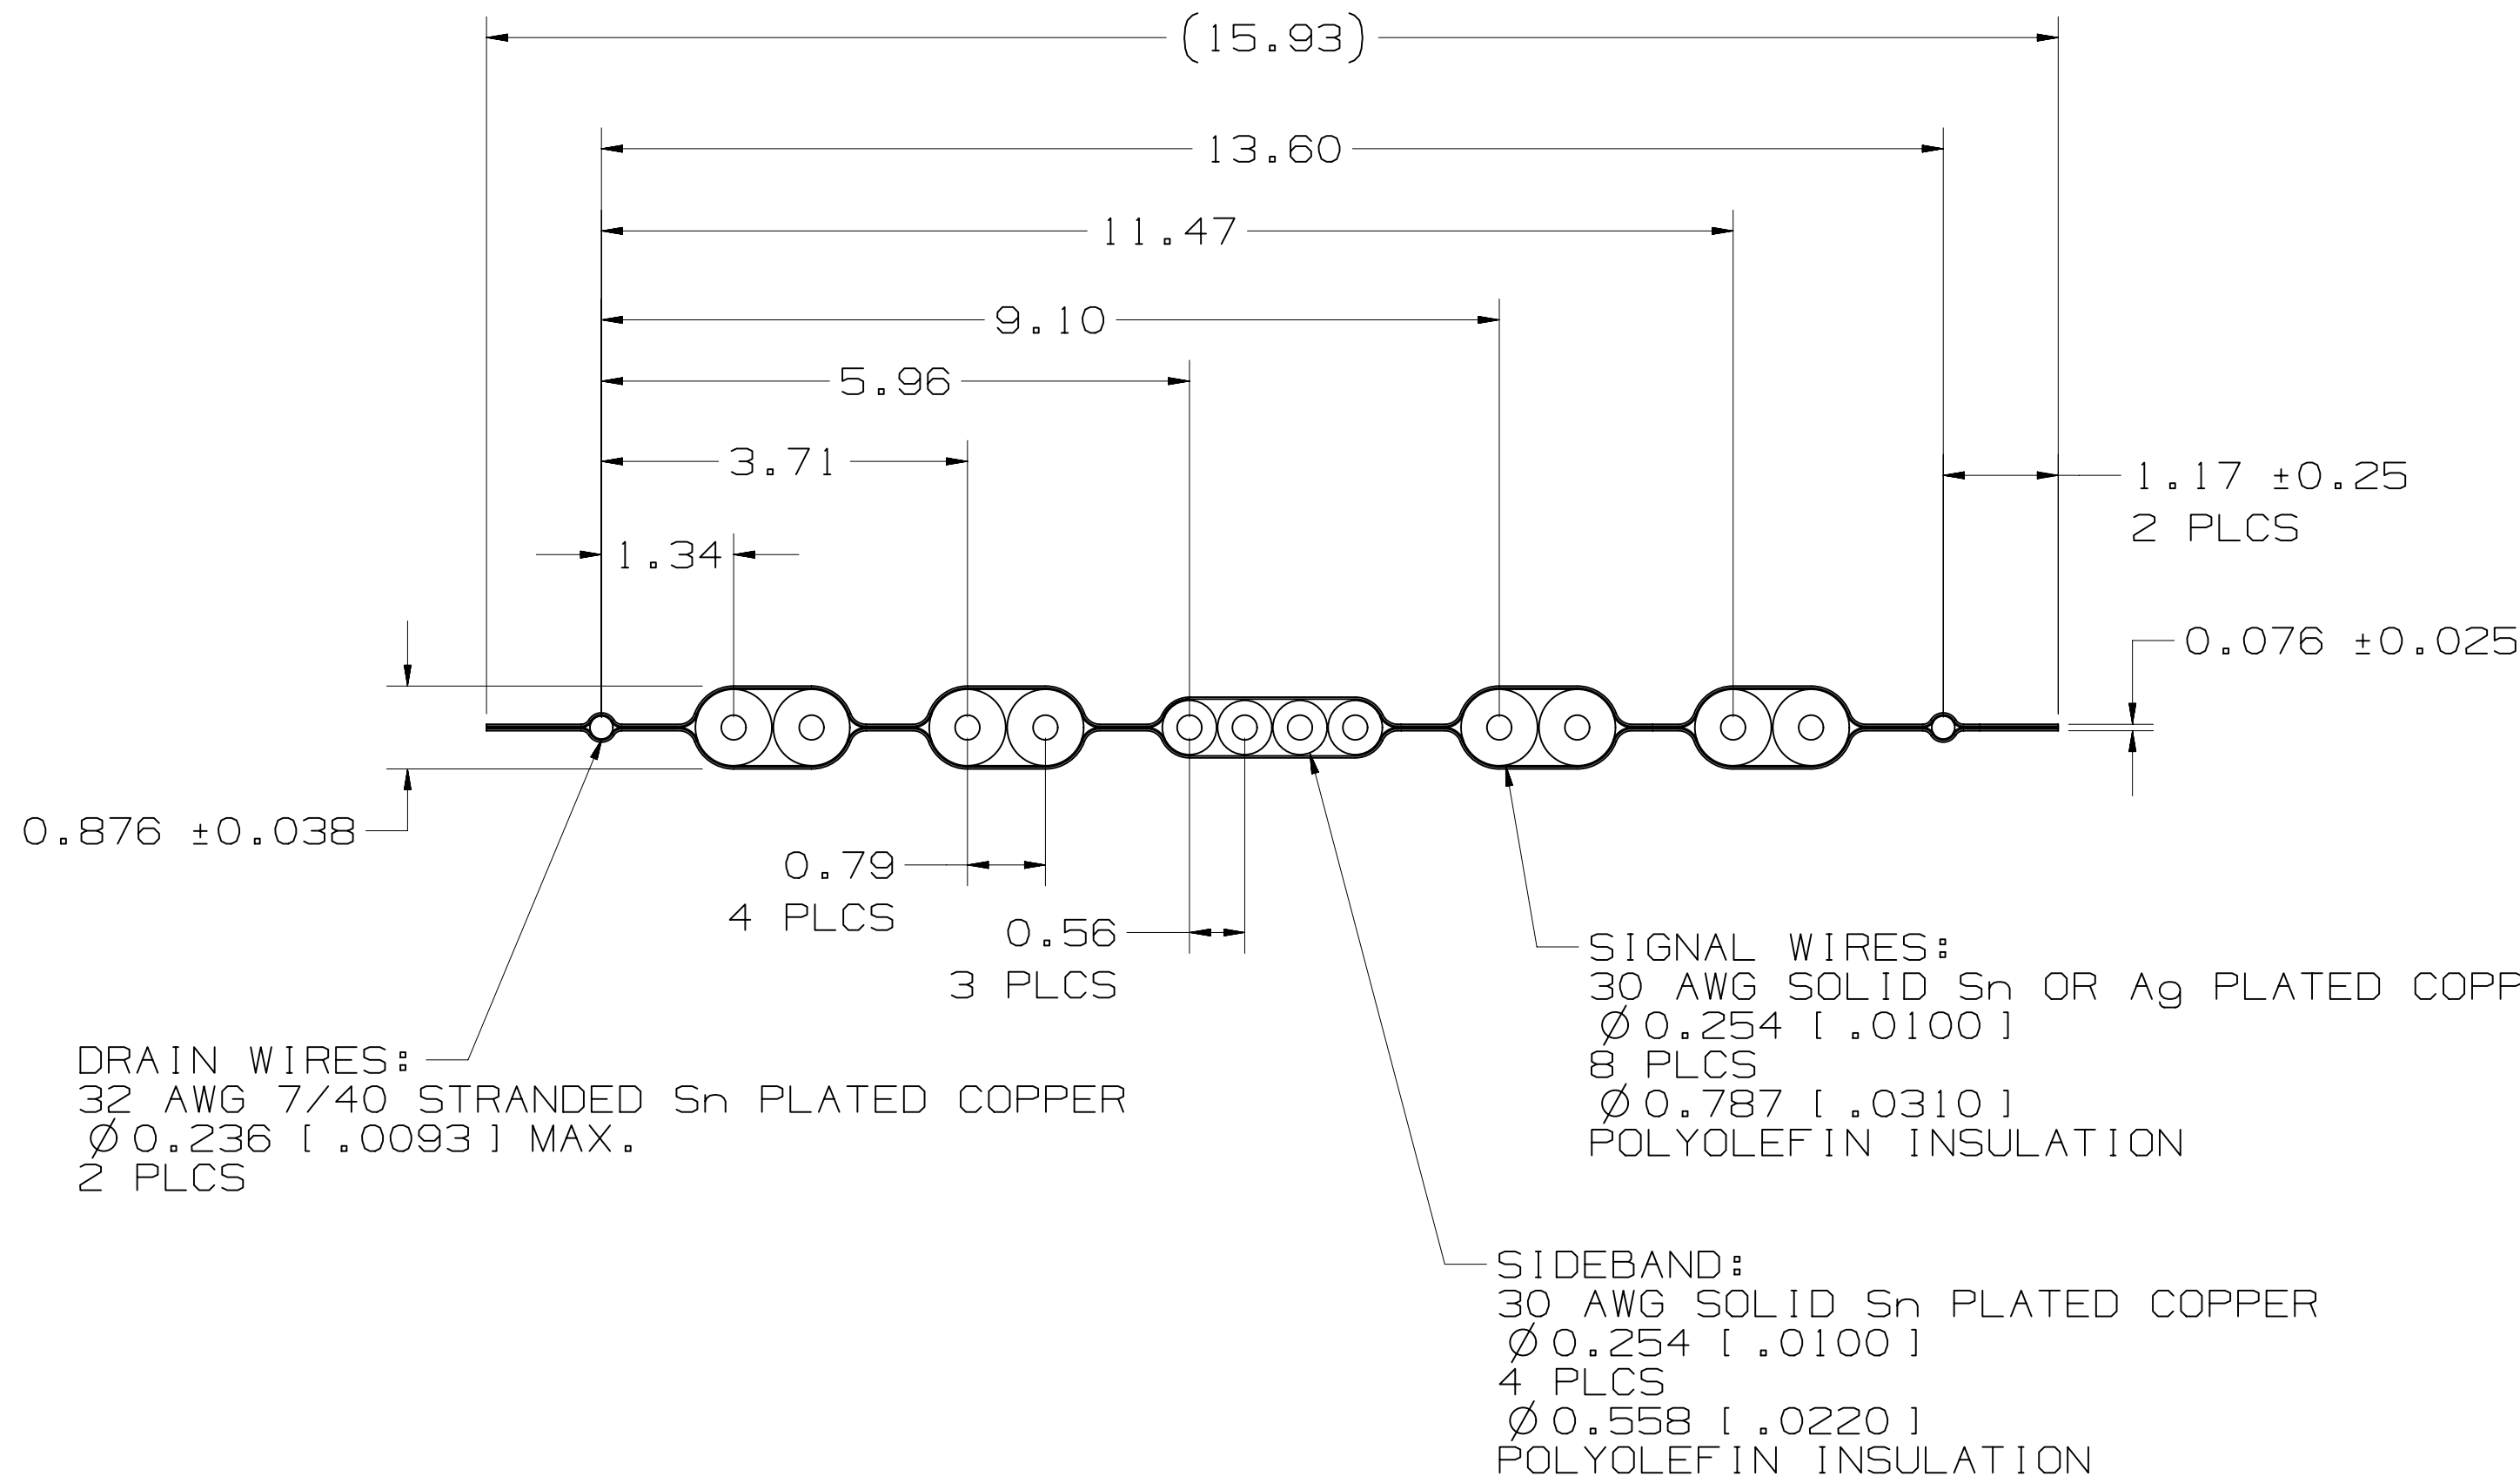 (15.93)
13.60
11.47
9.10
5.96
3.71
1.17 ±0.25
2 PLCS
1.34
0.076 ±0.025
0.876 ±0.038
0.79
4 PLCS
0.56
3 PLCS
SIGNAL WIRES:
30 AWG SOLID Sn OR Ag PLATED COPP
Ø0.254 [ .0100 ]
8 PLCS
Ø0.787 [ .0310 ]
POLYOLEFIN INSULATION
DRAIN WIRES:
32 AWG 7/40 STRANDED Sn PLATED COPPER
Ø0.236 [ .0093 ] MAX.
2 PLCS
SIDEBAND:
30 AWG SOLID Sn PLATED COPPER
Ø0.254 [ .0100 ]
4 PLCS
Ø0.558 [ .0220 ]
POLYOLEFIN INSULATION